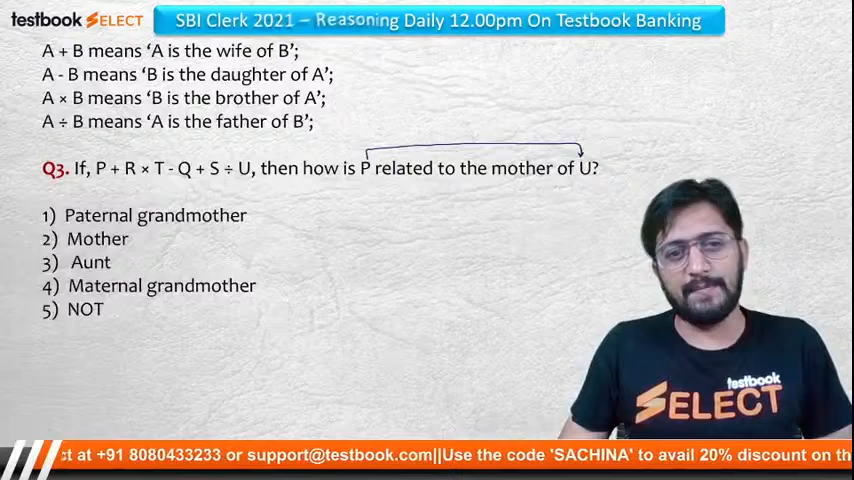 testbook SELECT
SBI Clerk 2021 – Reasoning Daily 12.00pm On Testbook Banking
A + B means ‘A is the wife of B’;
A - B means ‘B is the daughter of A’;
A × B means ‘B is the brother of A’;
A ÷ B means ‘A is the father of B’;
Q3. If, P + R × T - Q + S ÷ U, then how is P related to the mother of U?
1) Paternal grandmother
2) Mother
3) Aunt
4) Maternal grandmother
5) NOT
testbook
SELECT
ct at +91 8080433233 or support@testbook.com||Use the code 'SACHINA' to avail 20% discount on th